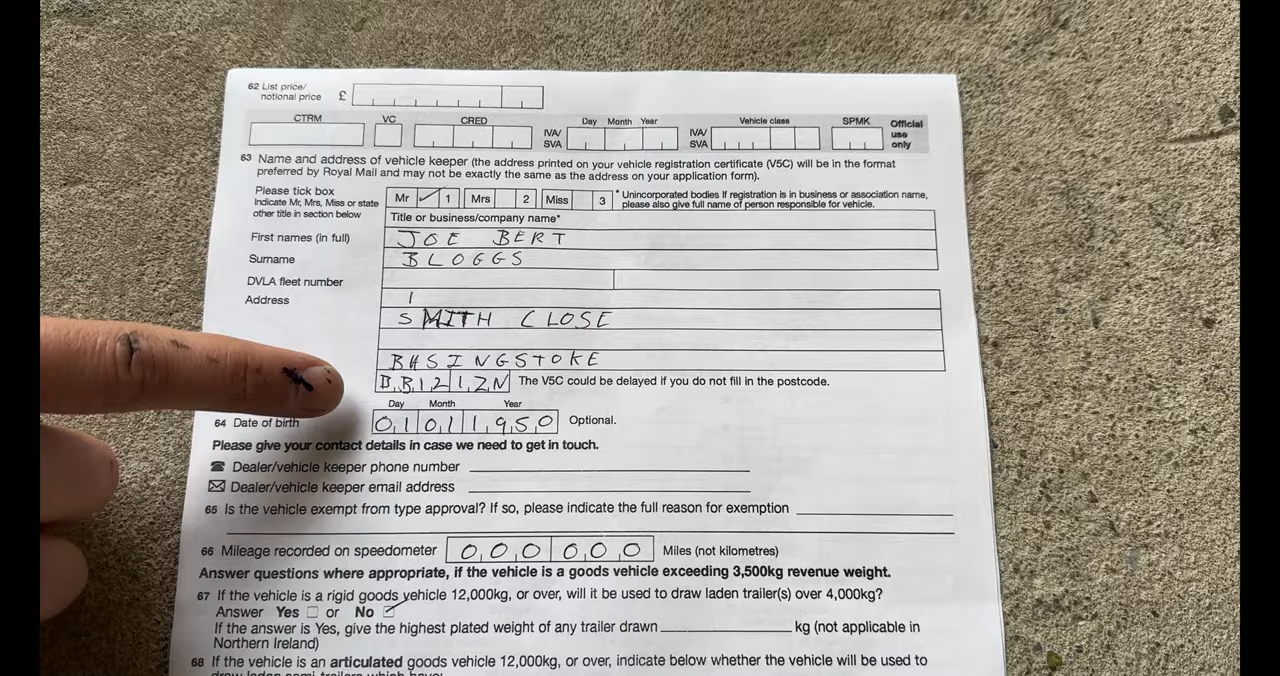 62 List price/
notional price £
CTRM VC CRED IVA/ SVA Day Month Year IVA/ SVA Vehicle class SPMK Official use only
63 Name and address of vehicle keeper (the address printed on your vehicle registration certificate (V5C) will be in the format
preferred by Royal Mail and may not be exactly the same as the address on your application form).
Please tick box
Indicate Mr, Mrs, Miss or state
other title in section below
Mr ✓ 1 Mrs 2 Miss 3
* Unincorporated bodies If registration is in business or association name,
please also give full name of person responsible for vehicle.
Title or business/company name*
First names (in full) JOE BERT
Surname BLOGGS
DVLA fleet number
Address 1
SMITH CLOSE
BASINGSTOKE
BB12 1ZN The V5C could be delayed if you do not fill in the postcode.
Day Month Year
64 Date of birth 01 01 1950 Optional.
Please give your contact details in case we need to get in touch.
Dealer/vehicle keeper phone number
Dealer/vehicle keeper email address
65 Is the vehicle exempt from type approval? If so, please indicate the full reason for exemption
66 Mileage recorded on speedometer 000000 Miles (not kilometres)
Answer questions where appropriate, if the vehicle is a goods vehicle exceeding 3,500kg revenue weight.
67 If the vehicle is a rigid goods vehicle 12,000kg, or over, will it be used to draw laden trailer(s) over 4,000kg?
Answer Yes □ or No ☑
If the answer is Yes, give the highest plated weight of any trailer drawn kg (not applicable in
Northern Ireland)
68 If the vehicle is an articulated goods vehicle 12,000kg, or over, indicate below whether the vehicle will be used to